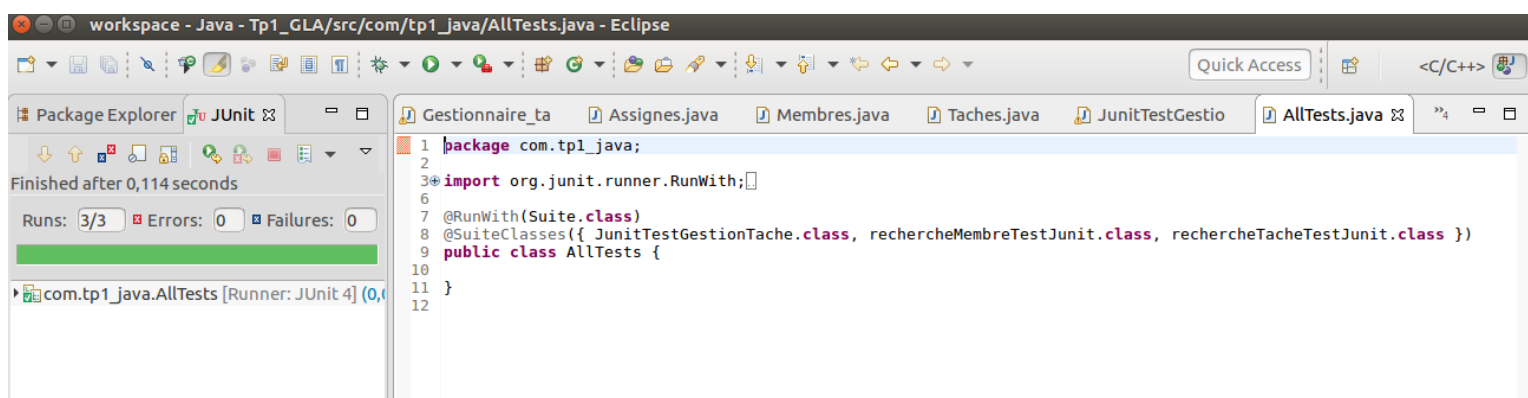 workspace - Java - Tp1_GLA/src/com/tp1_java/AllTests.java - Eclipse
Quick Access
<C/C++>
Package Explorer JUnit
Gestionnaire_ta Assignes.java Membres.java Taches.java JunitTestGestio AllTests.java »4
Finished after 0,114 seconds
Runs: 3/3 Errors: 0 Failures: 0
com.tp1_java.AllTests [Runner: JUnit 4] (0,0
1 package com.tp1_java;
2
3 import org.junit.runner.RunWith;
6
7 @RunWith(Suite.class)
8 @SuiteClasses({ JunitTestGestionTache.class, rechercheMembreTestJunit.class, rechercheTacheTestJunit.class })
9 public class AllTests {
10
11 }
12